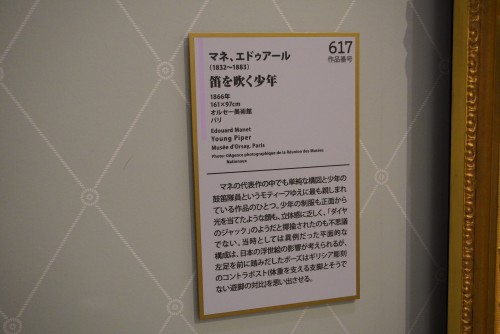 マネ、エドゥアール
(1832〜1883)
617
作品番号
笛を吹く少年
1866年
161×97cm
オルセー美術館
パリ
Edouard Manet
Young Piper
Musée d'Orsay, Paris
Photo: ©Agence photographique de la Réunion des Musées
Nationaux
マネの代表作の中でも単純な構図と少年の
鼓笛隊員というモティーフゆえに最も親しまれ
ている作品のひとつ。少年の制服も正面から
光を当てたような顔も、立体感に乏しく、「ダイヤ
のジャック」のようだと揶揄されたのも不思議
でない。当時としては異例だった平面的な
構成は、日本の浮世絵の影響が考えられるが、
左足を前に踏みだしたポーズはギリシア彫刻
のコントラポスト(体重を支える支脚とそうで
ない遊脚の対比)を思い出させる。